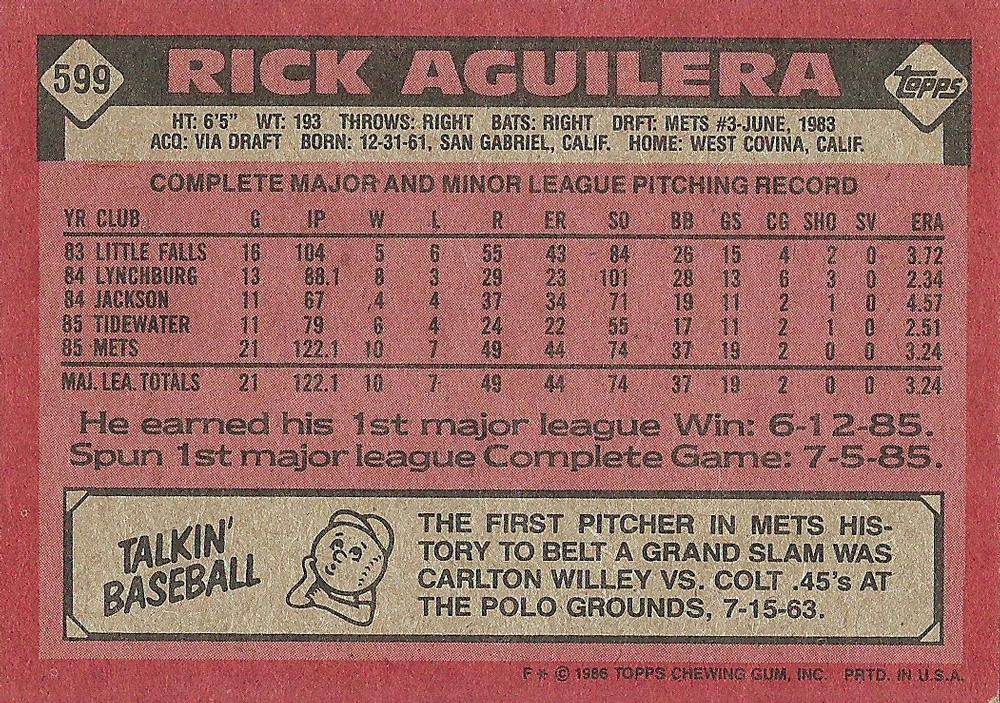 599 RICK AGUILERA TOPPS
HT: 6'5" WT: 193 THROWS: RIGHT BATS: RIGHT DRFT: METS #3-JUNE, 1983
ACQ: VIA DRAFT BORN: 12-31-61, SAN GABRIEL, CALIF. HOME: WEST COVINA, CALIF.
COMPLETE MAJOR AND MINOR LEAGUE PITCHING RECORD
YR CLUB G IP W L R ER SO BB GS CG SHO SV ERA
83 LITTLE FALLS 16 104 5 6 55 43 84 26 15 4 2 0 3.72
84 LYNCHBURG 13 88.1 8 3 29 23 101 28 13 6 3 0 2.34
84 JACKSON 11 67 4 4 37 34 71 19 11 2 1 0 4.57
85 TIDEWATER 11 79 6 4 24 22 55 17 11 2 1 0 2.51
85 METS 21 122.1 10 7 49 44 74 37 19 2 0 0 3.24
MAJ. LEA. TOTALS 21 122.1 10 7 49 44 74 37 19 2 0 0 3.24
He earned his 1st major league Win: 6-12-85.
Spun 1st major league Complete Game: 7-5-85.
TALKIN'
BASEBALL
THE FIRST PITCHER IN METS HIS-
TORY TO BELT A GRAND SLAM WAS
CARLTON WILLEY VS. COLT .45's AT
THE POLO GROUNDS, 7-15-63.
F * © 1986 TOPPS CHEWING GUM, INC. PRTD. IN U.S.A.